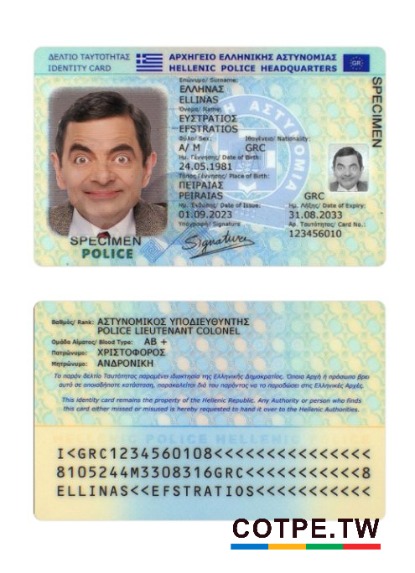 ΔΕΛΤΙΟ ΤΑΥΤΟΤΗΤΑΣ
IDENTITY CARD
ΑΡΧΗΓΕΙΟ ΕΛΛΗΝΙΚΗΣ ΑΣΤΥΝΟΜΙΑΣ
HELLENIC POLICE HEADQUARTERS
GR
Επώνυμο/ Surname:
ΕΛΛΗΝΑΣ
ELLINAS
Όνομα/ Name:
ΕΥΣΤΡΑΤΙΟΣ
EFSTRATIOS
Φύλο/ Sex: Ιθαγένεια/ Nationality:
Α/ M GRC
Ημ. Γέννησης/ Date of Birth:
24.05.1981
Τόπος Γέννησης/ Place of Birth:
ΠΕΙΡΑΙΑΣ
PEIRAIAS GRC
Ημ. Έκδοσης/ Date of Issue: Ημ. Λήξης/ Date of Expiry:
01.09.2023 31.08.2033
Υπογραφή/ Signature Αρ. Ταυτότητας/ Card No.:
Signature 123456010
SPECIMEN
POLICE
SPECIMEN
Βαθμός/ Rank: ΑΣΤΥΝΟΜΙΚΟΣ ΥΠΟΔΙΕΥΘΥΝΤΗΣ
POLICE LIEUTENANT COLONEL
Ομάδα Αίματος/ Blood Type: AB +
Πατρώνυμο: ΧΡΙΣΤΟΦΟΡΟΣ
Μητρώνυμο: ΑΝΔΡΟΝΙΚΗ
Το παρόν δελτίο Ταυτότητας παραμένει ιδιοκτησία της Ελληνικής Δημοκρατίας. Όποια Αρχή ή πρόσωπο βρει
αυτό σε οποιαδήποτε κατάσταση, παρακαλείται διά του παρόντος να το παραδώσει στις Ελληνικές Αρχές.
This identity card remains the property of the Hellenic Republic. Any Authority or person who finds
this card either missed or misused is hereby requested to hand it over to the Hellenic Authorities.
I<GRC1234560108<<<<<<<<<<<<<<<
8105244M3308316GRC<<<<<<<<<<<8
ELLINAS<<EFSTRATIOS<<<<<<<<<<<
COTPE.TW